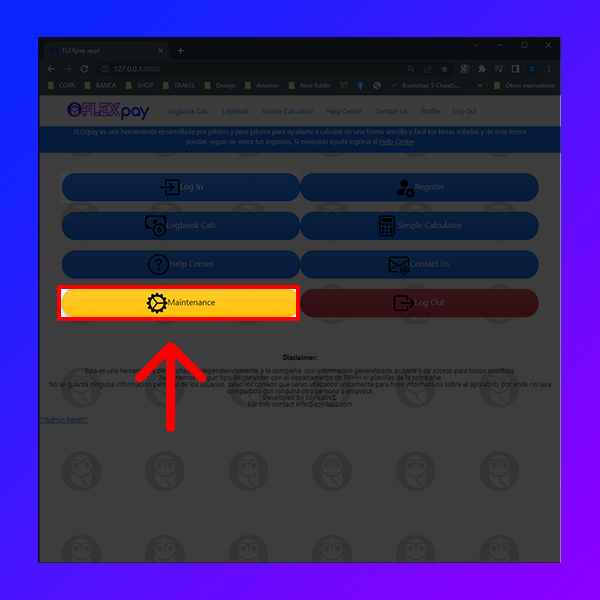 FLEXpay app!
127.0.0.1:8000
COPA BANCA SHOP TRAVEL Design Aviation New folder Bootstrap 5 CheatS... » Otros marcadores
FLEXpay Logbook Calc Logbook Simple Calculator Help Center Contact Us Profile Log Out
FLEXpay es una herramienta desarrollada por pilotos y para pilotos para ayudarte a calcular de una forma sencilla y facil tus horas voladas y de esta forma
puedas seguir de cerca tus ingresos. Si necesitas ayuda ingresa al Help Center
Log In Register
Logbook Calc Simple Calculator
Help Center Contact Us
Maintenance Log Out
Disclaimer:
Esta es una herramienta desarrollada independientemente a la compañia, con informacion generalizada, publica y de acceso para todos nosotros.
ningun tipo de conexion con el departamento de RRHH ni planillas de la compañia
No se guarda ninguna informacion personal de los usuarios, salvo los correos que seran utilizados unicamente para fines informativos sobre el aplicativo, por ende no sera
compartido con ninguna otra persona o empresa.
Developed by Ezy-Labs©
For info contact info@ezy-labs.com
**Admin Panel**